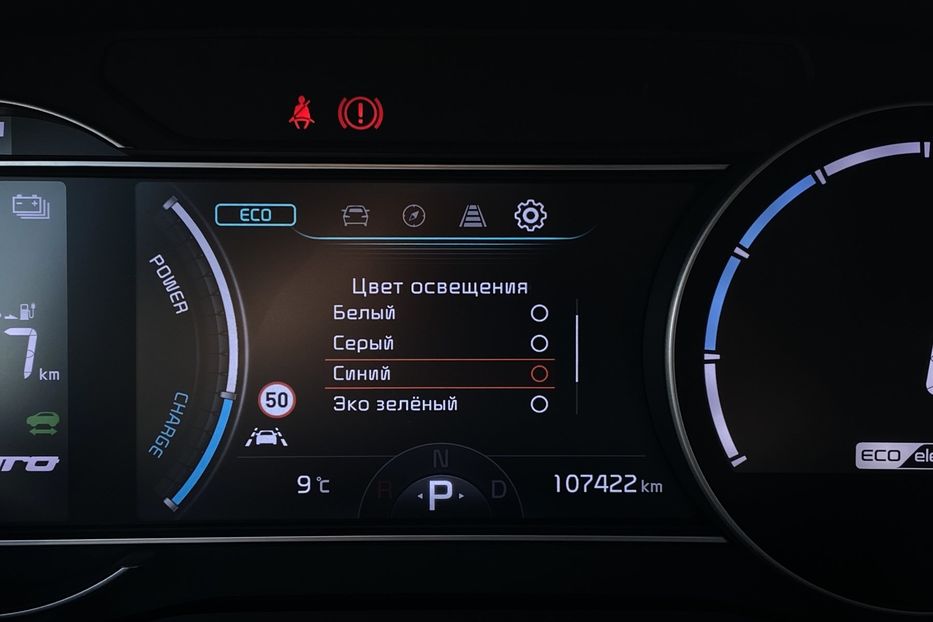 ECO
POWER
Цвет освещения
Белый
Серый
Синий
Эко зелёный
7 km
CHARGE
50
N
R P D
9 °C
107422 km
ECO